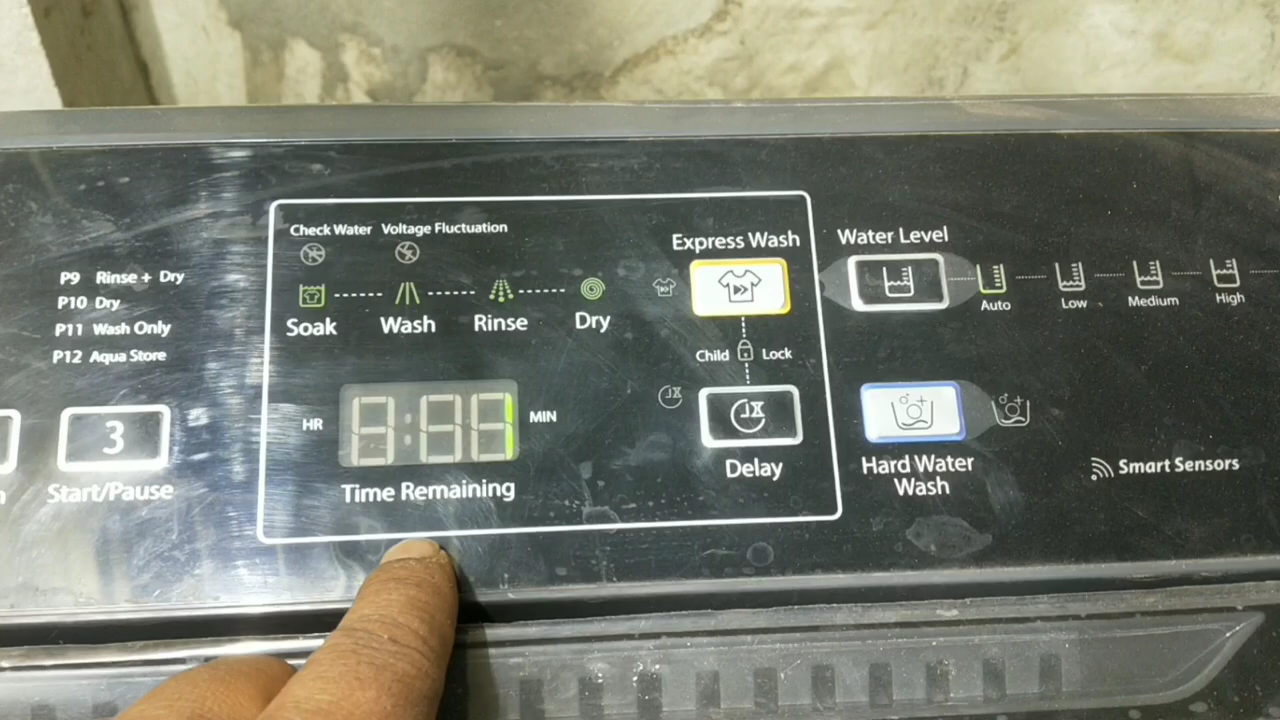 P9 Rinse + Dry
P10 Dry
P11 Wash Only
P12 Aqua Store
3
Start/Pause
Check Water Voltage Fluctuation
Soak Wash Rinse Dry
HR
1
MIN
Time Remaining
Express Wash
Child Lock
Delay
Water Level
Auto Low Medium High
Hard Water
Wash
Smart Sensors